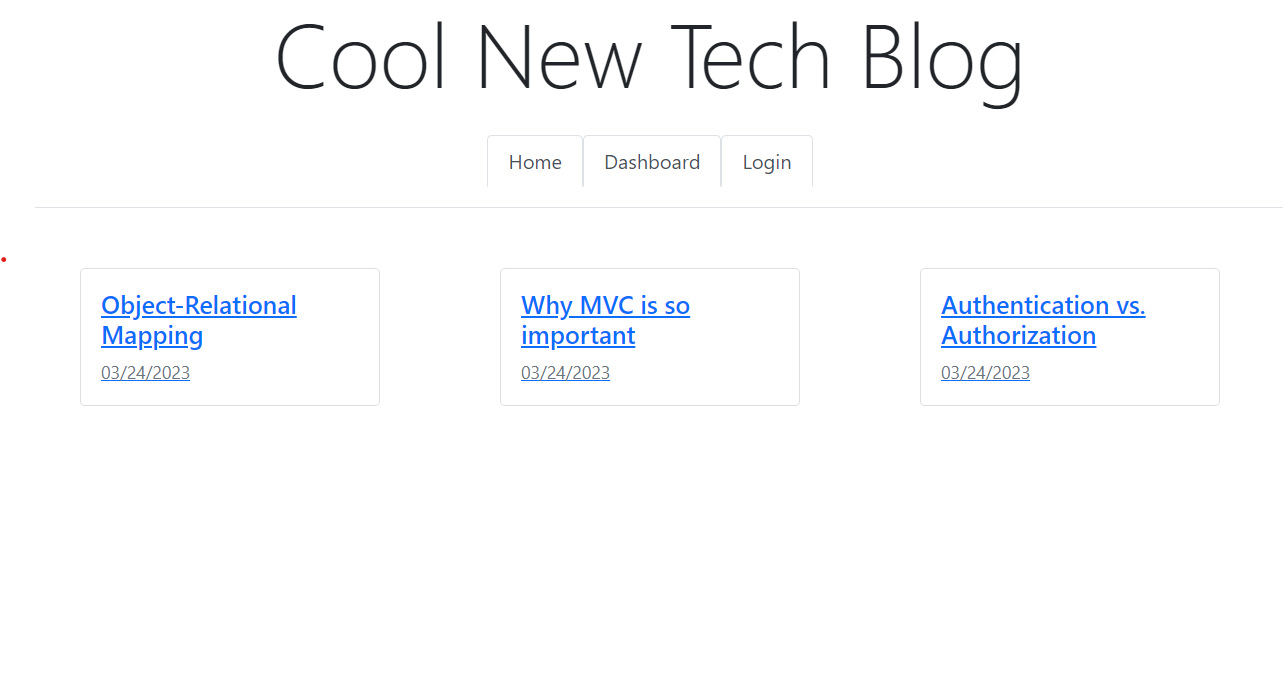 Cool New Tech Blog
Home Dashboard Login
Object-Relational
Mapping
03/24/2023
Why MVC is so
important
03/24/2023
Authentication vs.
Authorization
03/24/2023